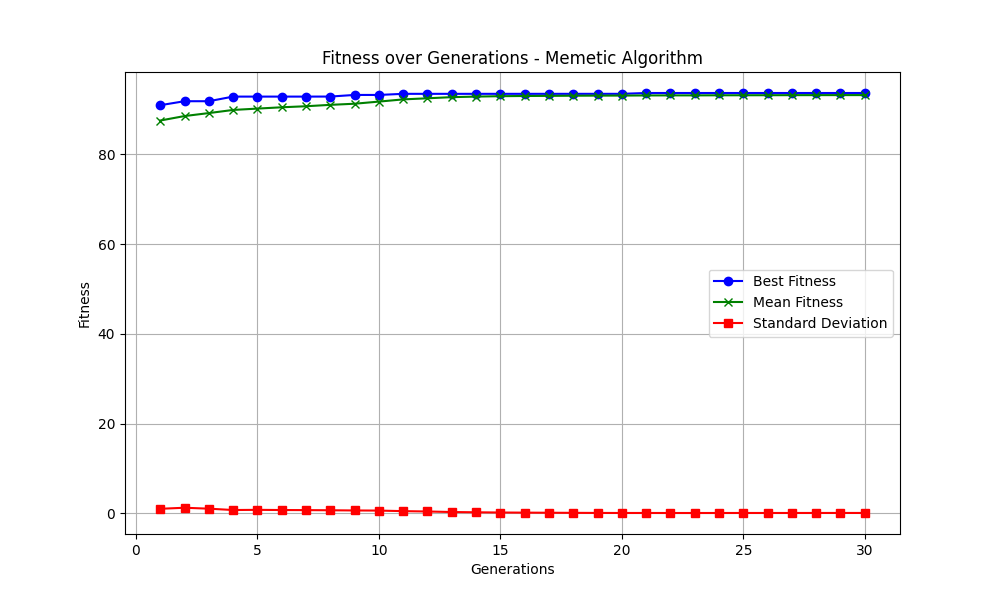 Fitness over Generations - Memetic Algorithm
Fitness
80
60
40
20
0
Best Fitness
Mean Fitness
Standard Deviation
0 5 10 15 20 25 30
Generations